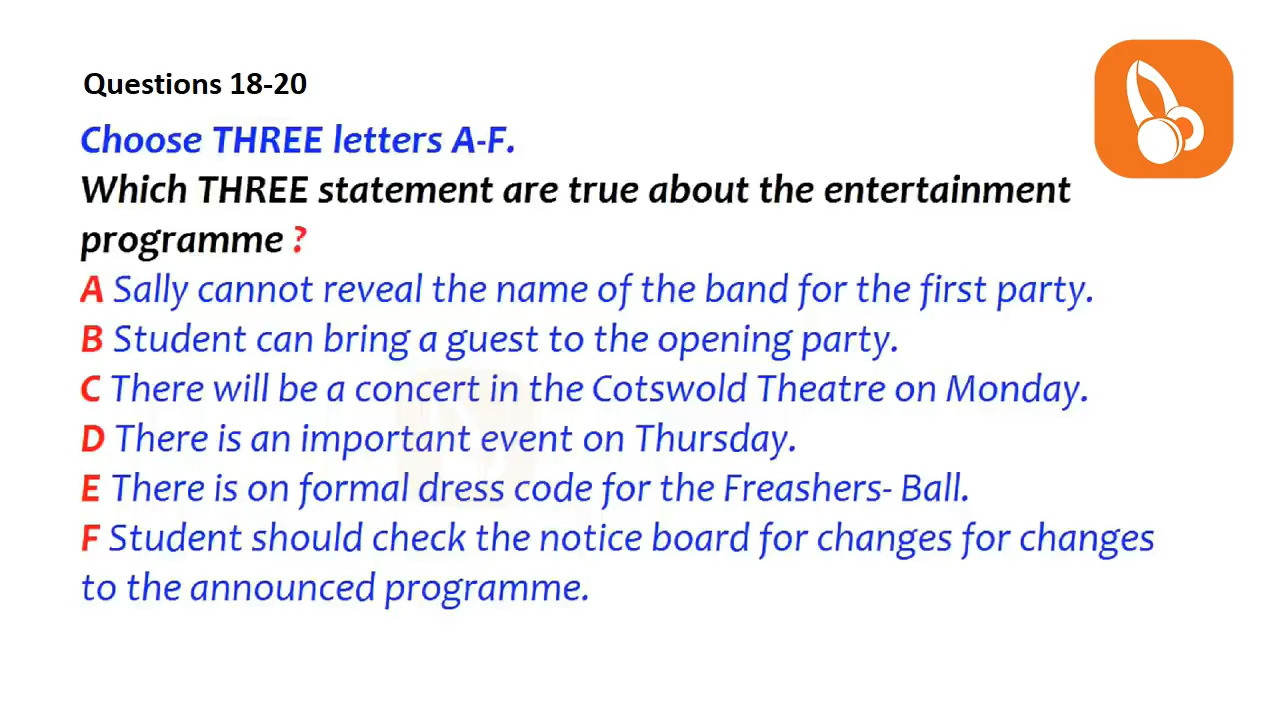 Questions 18-20
Choose THREE letters A-F.
Which THREE statement are true about the entertainment
programme ?
A Sally cannot reveal the name of the band for the first party.
B Student can bring a guest to the opening party.
C There will be a concert in the Cotswold Theatre on Monday.
D There is an important event on Thursday.
E There is on formal dress code for the Freashers- Ball.
F Student should check the notice board for changes for changes
to the announced programme.